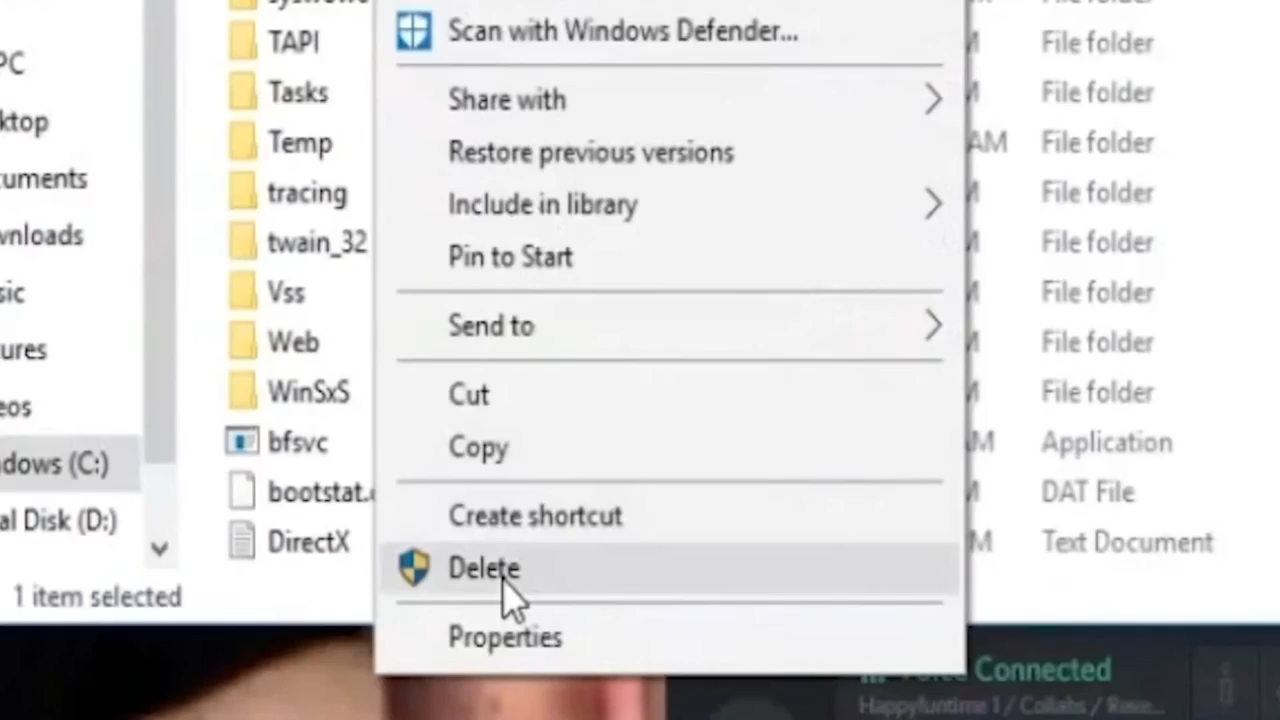 Scan with Windows Defender...
TAPI
File folder
PC
Tasks
Share with
File folder
ktop
Temp
Restore previous versions
AM
File folder
cuments
tracing
Include in library
File folder
wnloads
twain_32
Pin to Start
File folder
sic
Vss
Send to
File folder
ures
Web
File folder
eos
WinSxS
Cut
File folder
ndows (C:)
bfsvc
Copy
M
Application
al Disk (D:)
bootstat.
Create shortcut
DAT File
DirectX
Delete
M
Text Document
1 item selected
Properties
Connected
Happyfuntime 1 / Collabs /